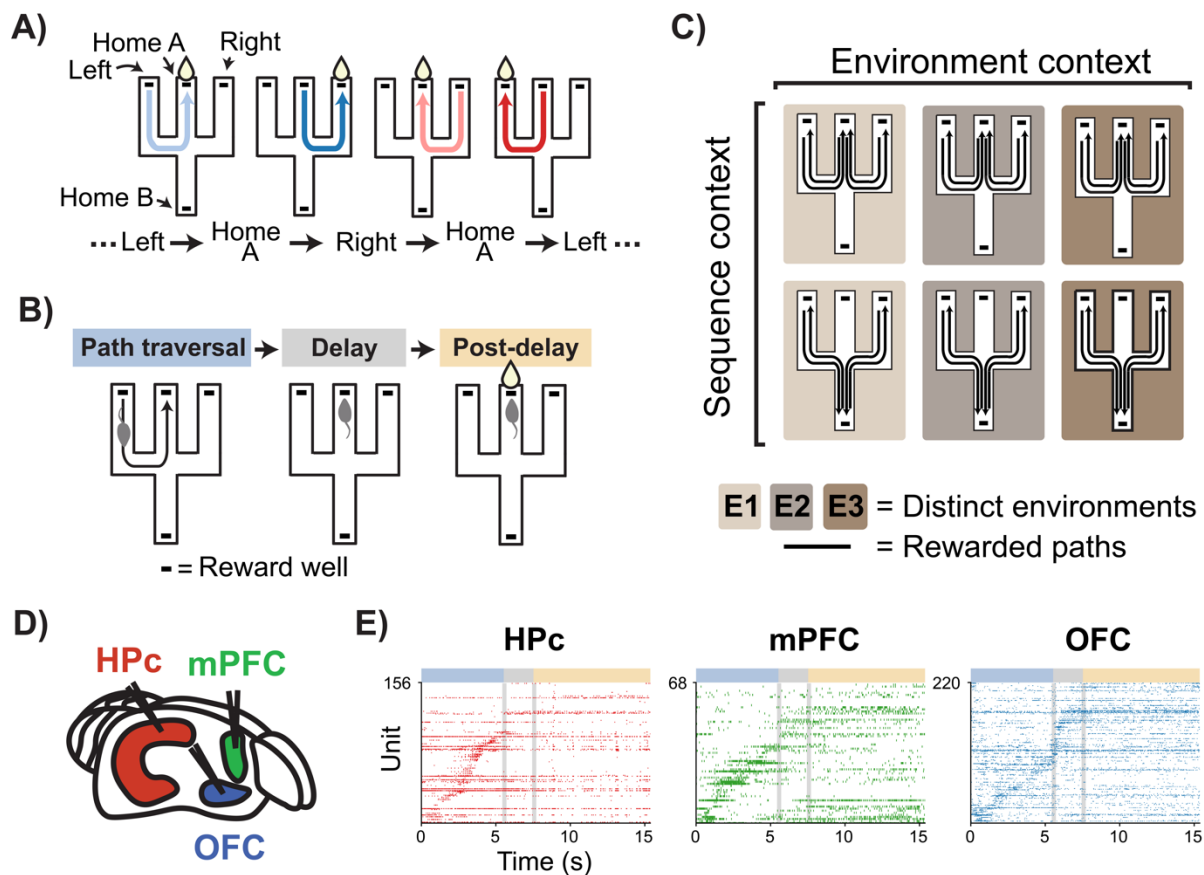 A)
Home A
Right
Left
Home B
... Left → Home A → Right → Home A → Left ...
B)
Path traversal → Delay → Post-delay
- = Reward well
C)
Environment context
Sequence context
E1 E2 E3 = Distinct environments
= Rewarded paths
D)
HPc
mPFC
OFC
E)
HPc mPFC OFC
156 68 220
Unit
0 5 10 15 0 5 10 15 0 5 10 15
Time (s)